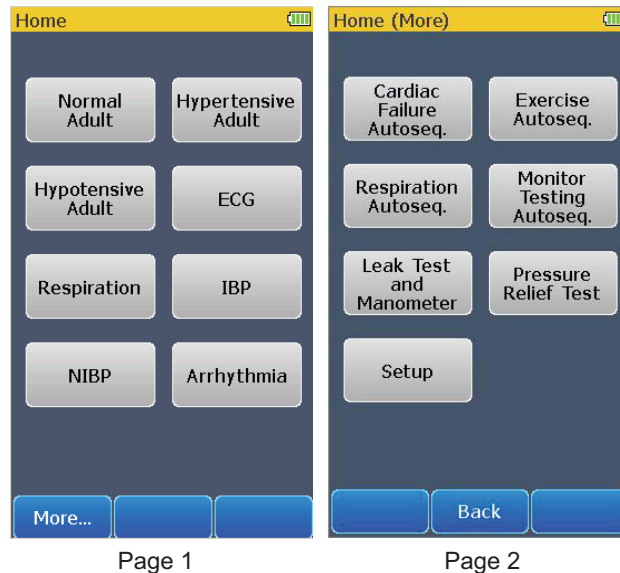 Home
Normal
Adult
Hypertensive
Adult
Hypotensive
Adult
ECG
Respiration
IBP
NIBP
Arrhythmia
More...
Page 1
Home (More)
Cardiac
Failure
Autoseq.
Exercise
Autoseq.
Respiration
Autoseq.
Monitor
Testing
Autoseq.
Leak Test
and
Manometer
Pressure
Relief Test
Setup
Back
Page 2